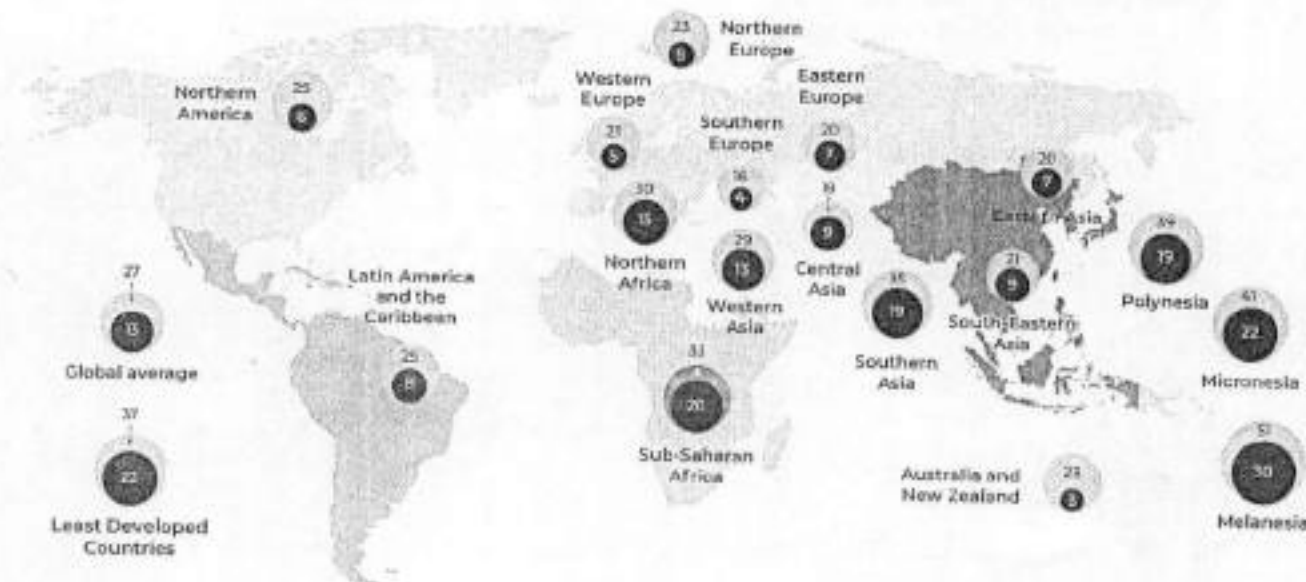 23
Northern
Europe
5
Western
Europe
Eastern
Europe
Northern
America
25
6
Southern
Europe
21
5
20
7
16
4
20
7
Eastern Asia
30
15
19
9
39
19
Northern
Africa
29
13
Western
Asia
Central
Asia
21
9
South-Eastern
Asia
35
19
Southern
Asia
Polynesia
41
22
Micronesia
27
13
Global average
Latin America
and the
Caribbean
25
8
33
20
Sub-Saharan
Africa
37
22
Least Developed
Countries
Australia and
New Zealand
23
3
51
30
Melanesia